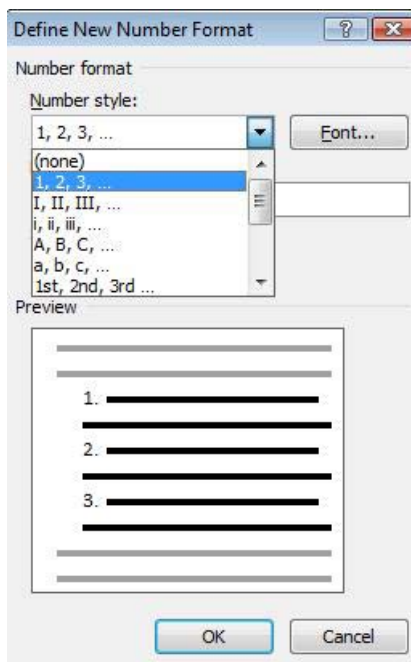 Define New Number Format
Number format
Number style:
1, 2, 3, ...
Font...
(none)
1, 2, 3, ...
I, II, III, ...
i, ii, iii, ...
A, B, C, ...
a, b, c, ...
1st, 2nd, 3rd ...
Preview
1.
2.
3.
OK
Cancel